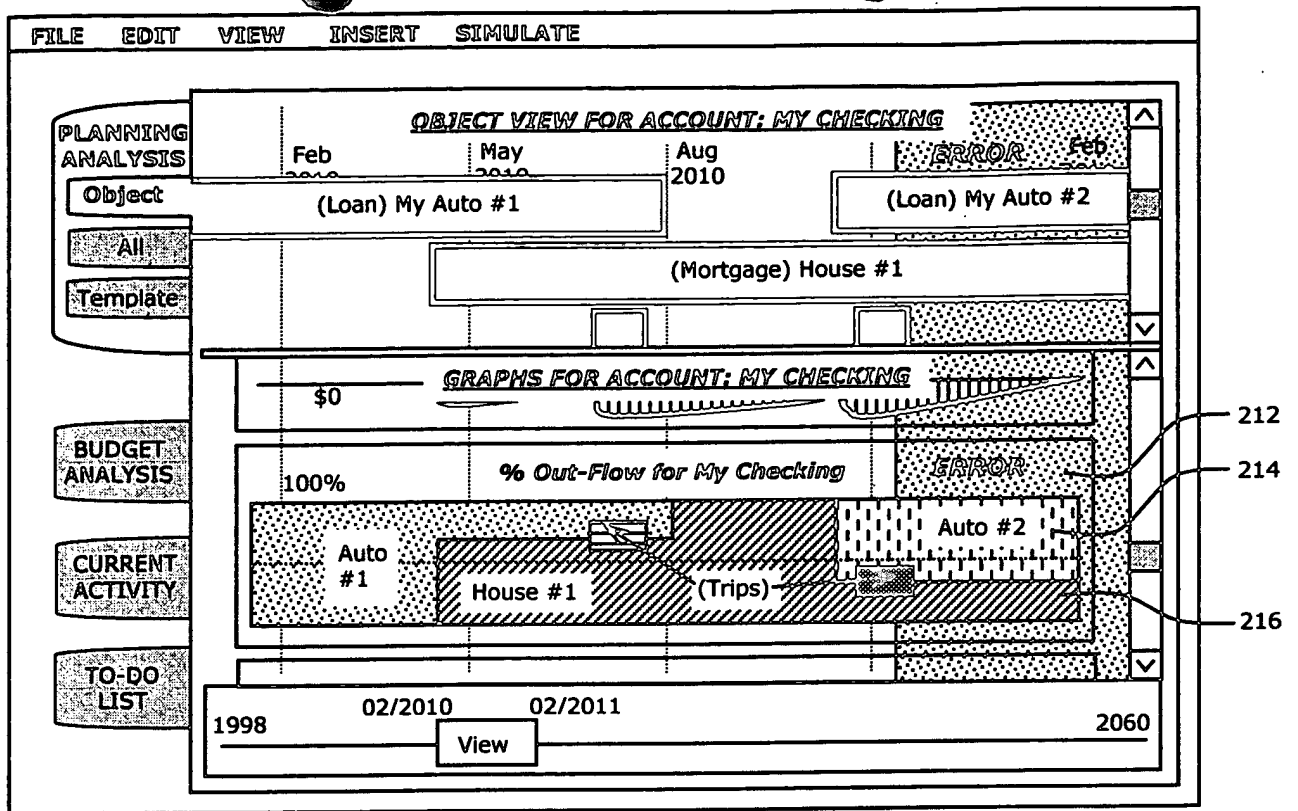 FILE EDIT VIEW INSERT SIMULATE
PLANNING
ANALYSIS
Object
All
Template
BUDGET
ANALYSIS
CURRENT
ACTIVITY
TO-DO
LIST
OBJECT VIEW FOR ACCOUNT: MY CHECKING
Feb
May
Aug
2010
ERROR
Feb
(Loan) My Auto #1
(Loan) My Auto #2
(Mortgage) House #1
GRAPHS FOR ACCOUNT: MY CHECKING
$0
% Out-Flow for My Checking
ERROR
100%
Auto
#1
House #1
(Trips)
Auto #2
212
214
216
02/2010 02/2011
1998
View
2060